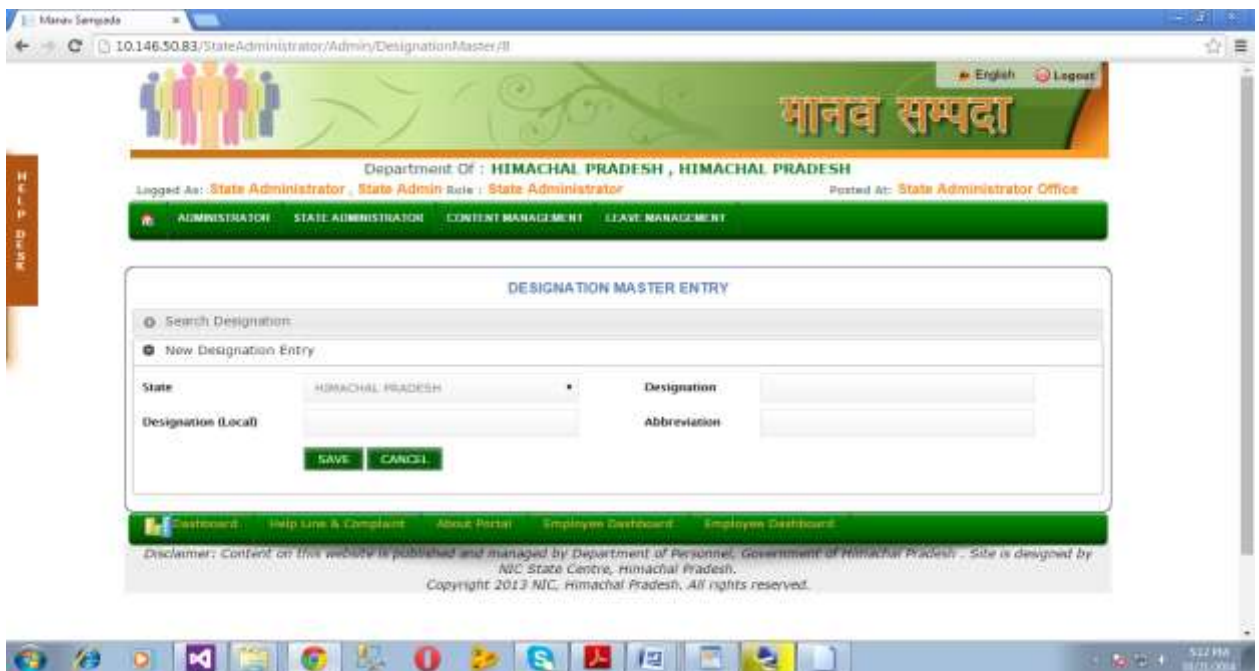 Manav Sampada
10.146.50.83/StateAdministrator/Admin/DesignationMaster/II
English Logout
मानव सम्पदा
HELP DESK
Department Of : HIMACHAL PRADESH , HIMACHAL PRADESH
Logged As: State Administrator , State Admin Role : State Administrator Posted At: State Administrator Office
ADMINISTRATOR STATE ADMINISTRATOR CONTENT MANAGEMENT LEAVE MANAGEMENT
DESIGNATION MASTER ENTRY
Search Designation
New Designation Entry
State HIMACHAL PRADESH Designation
Designation (Local) Abbreviation
SAVE CANCEL
Dashboard Help Line & Complaint About Portal Employee Dashboard Employee Dashboard
Disclaimer: Content on this website is published and managed by Department of Personnel, Government of Himachal Pradesh . Site is designed by
NIC State Centre, Himachal Pradesh.
Copyright 2013 NIC, Himachal Pradesh. All rights reserved.
5:12 PM